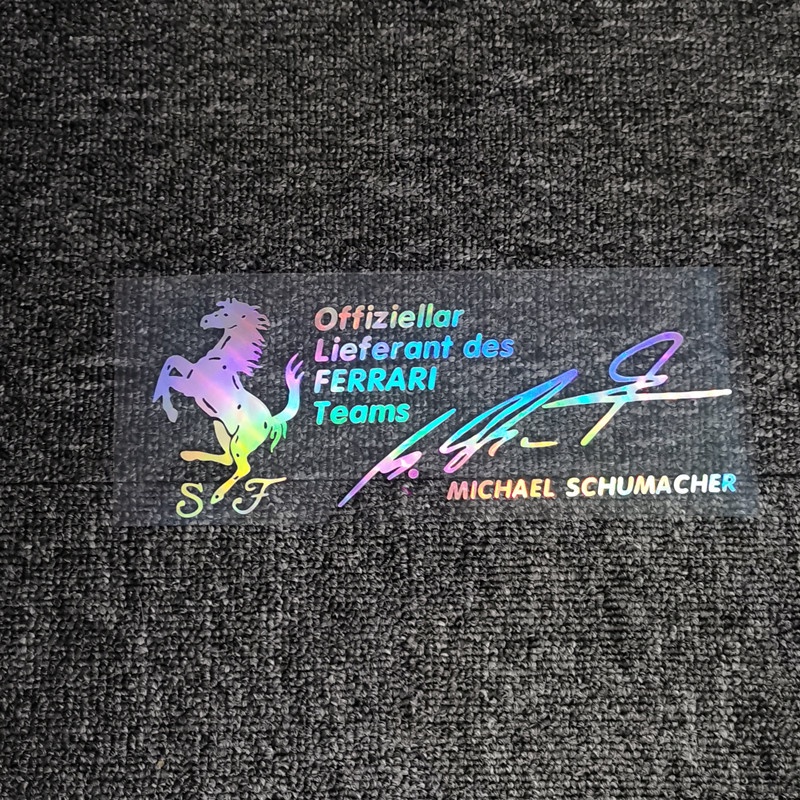 Offiziellar
Lieferant des
FERRARI
Teams
S F
MICHAEL SCHUMACHER